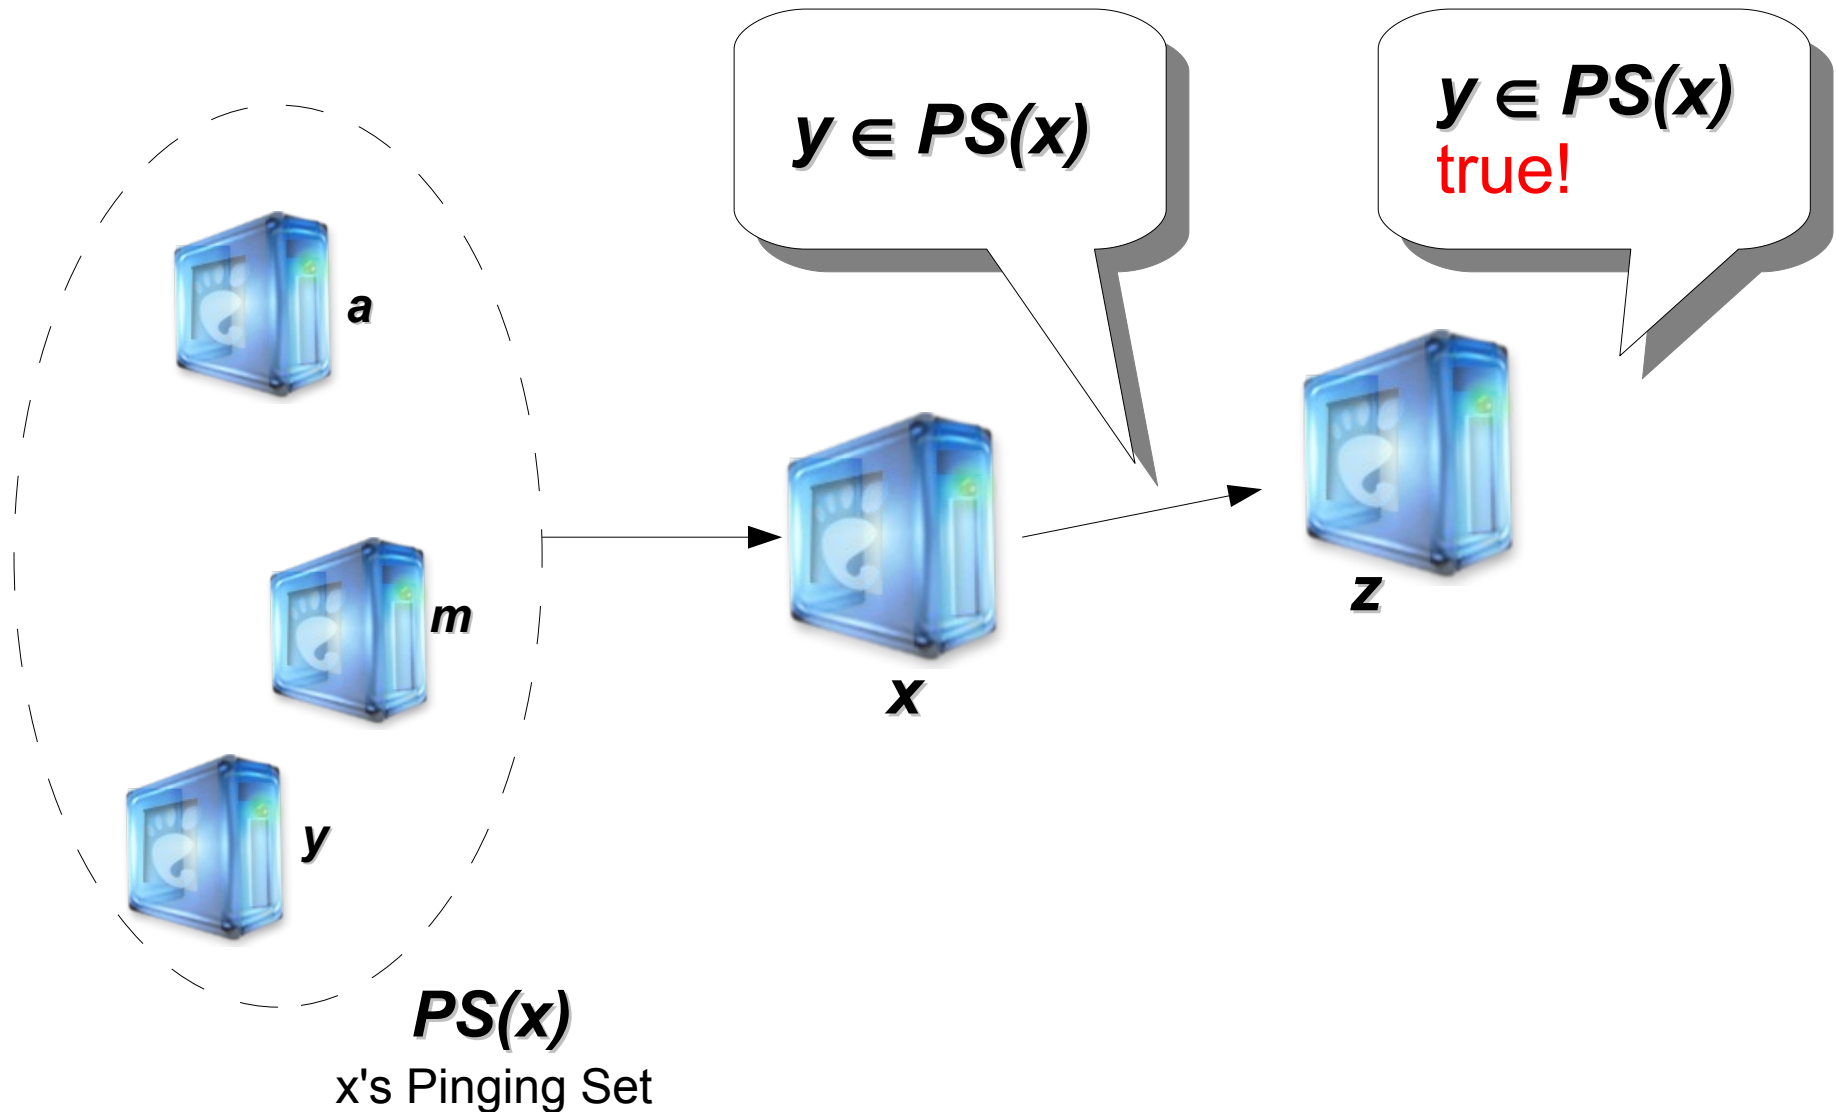 y ∈ PS(x)
y ∈ PS(x)
true!
a
m
y
x
z
PS(x)
x's Pinging Set